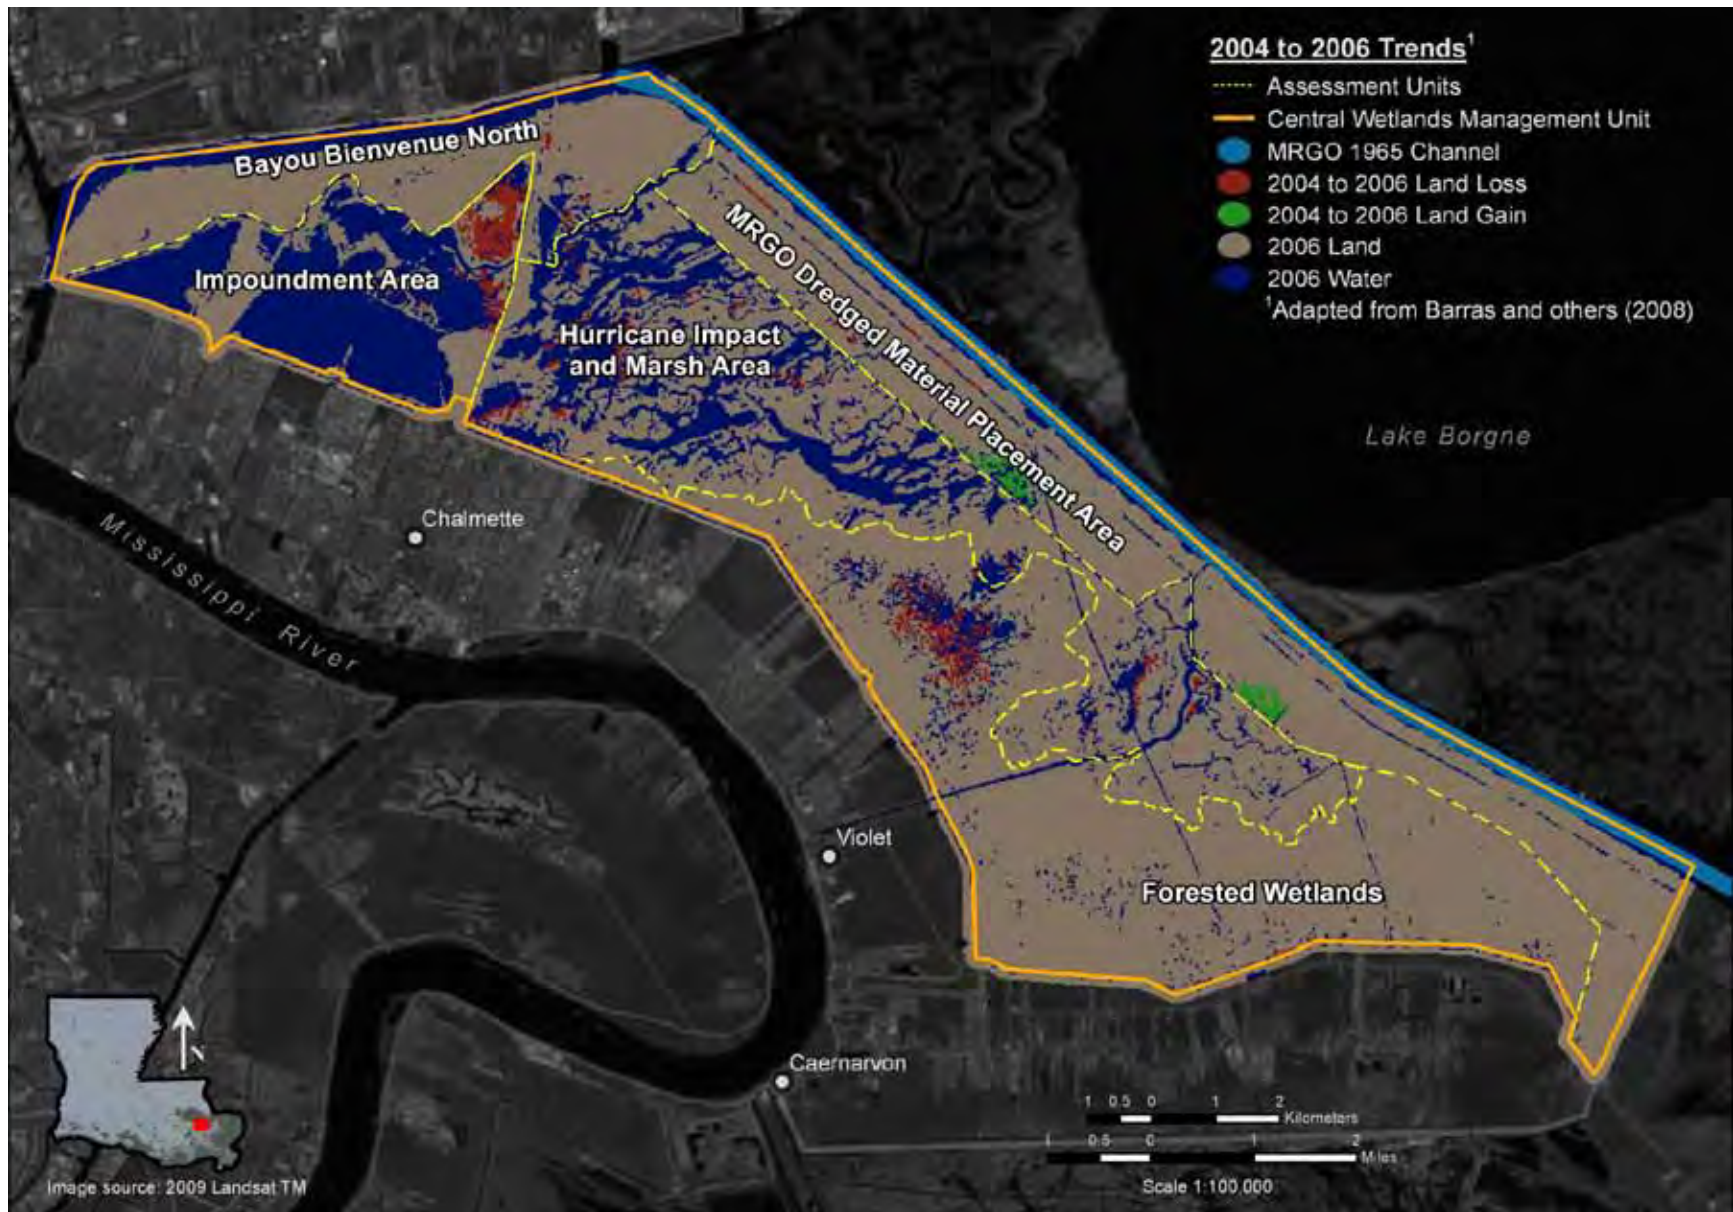 2004 to 2006 Trends¹
Assessment Units
Central Wetlands Management Unit
MRGO 1965 Channel
2004 to 2006 Land Loss
2004 to 2006 Land Gain
2006 Land
2006 Water
¹Adapted from Barras and others (2008)
Bayou Bienvenue North
Impoundment Area
Hurricane Impact
and Marsh Area
MRGO Dredged Material Placement Area
Lake Borgne
Chalmette
Mississippi River
Violet
Forested Wetlands
Caernarvon
N
1 0.5 0 1 2
Kilometers
1 0.5 0 1 2
Miles
Scale 1:100,000
Image source: 2009 Landsat TM